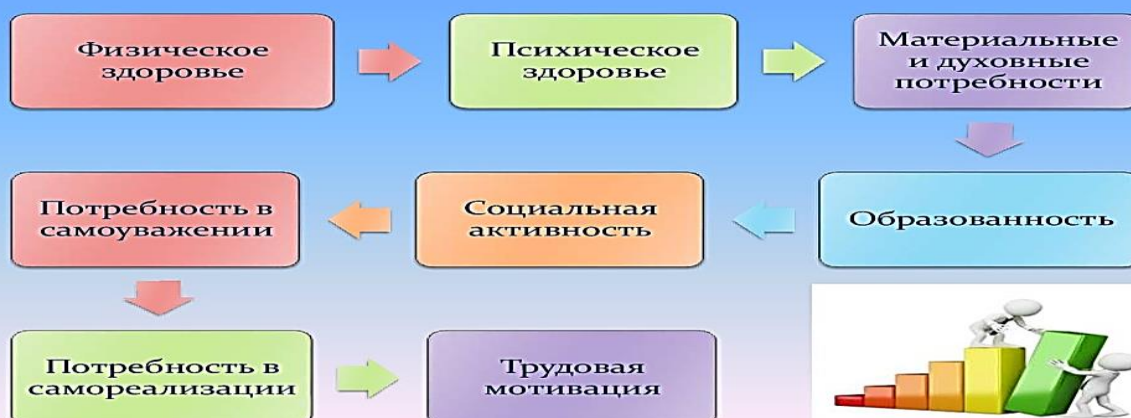 Физическое
здоровье
Психическое
здоровье
Материальные
и духовные
потребности
Образованность
Социальная
активность
Потребность в
самоуважении
Потребность в
самореализации
Трудовая
мотивация